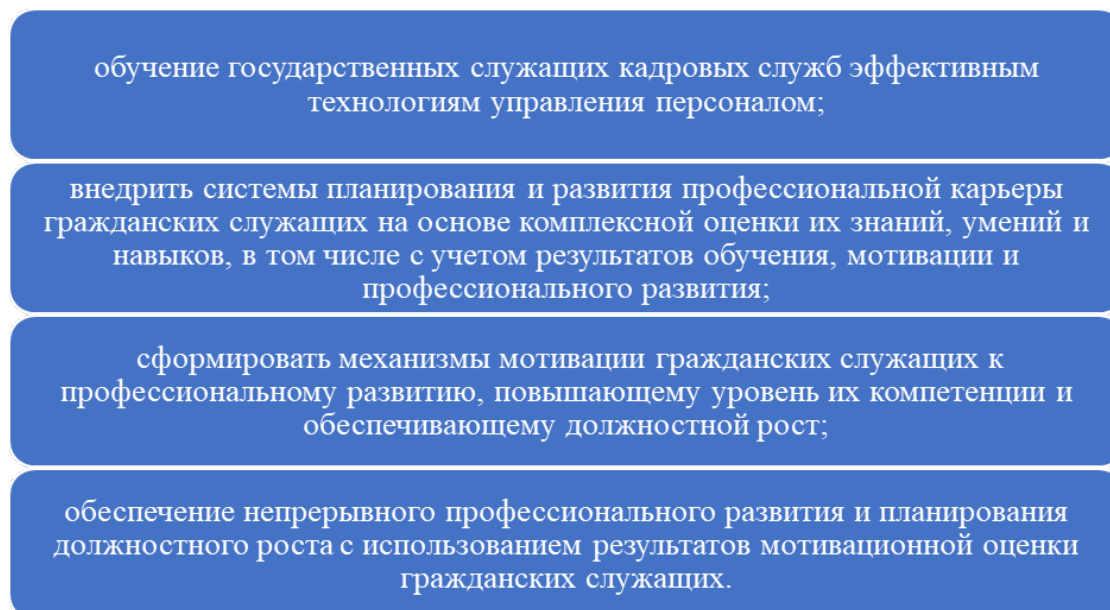 обучение государственных служащих кадровых служб эффективным
технологиям управления персоналом;
внедрить системы планирования и развития профессиональной карьеры
гражданских служащих на основе комплексной оценки их знаний, умений и
навыков, в том числе с учетом результатов обучения, мотивации и
профессионального развития;
сформировать механизмы мотивации гражданских служащих к
профессиональному развитию, повышающему уровень их компетенции и
обеспечивающему должностной рост;
обеспечение непрерывного профессионального развития и планирования
должностного роста с использованием результатов мотивационной оценки
гражданских служащих.